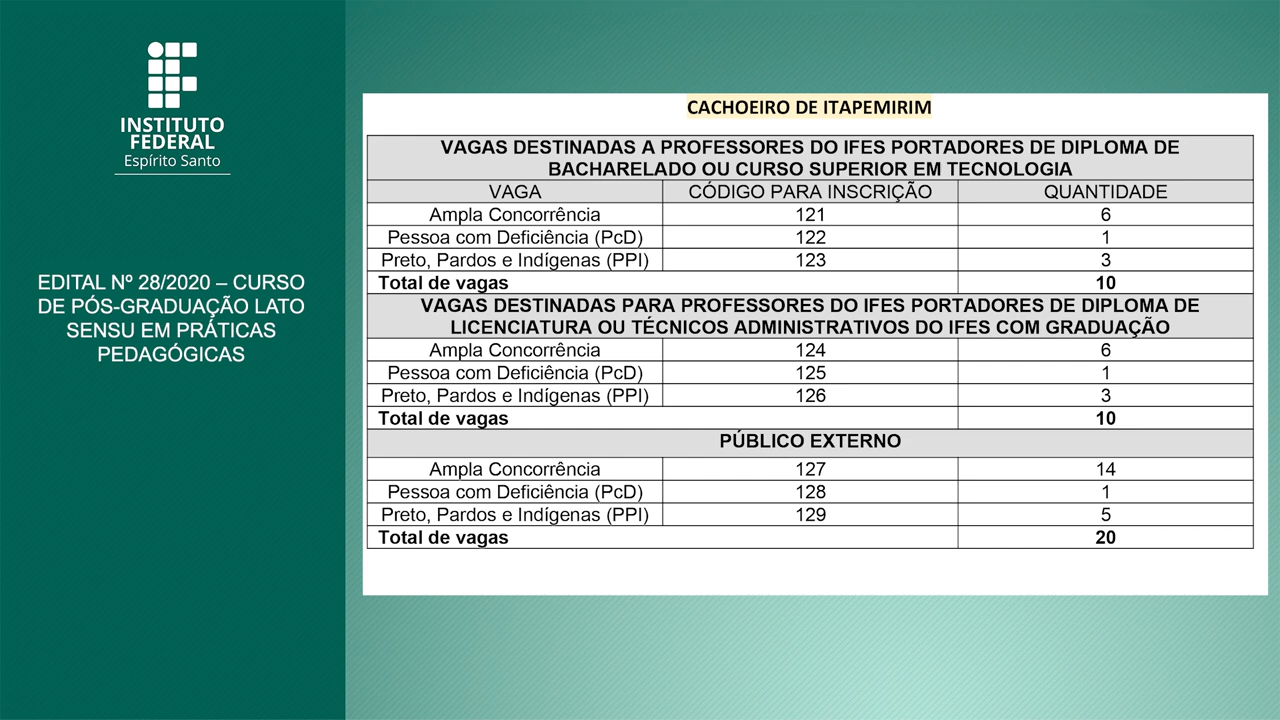 INSTITUTO
FEDERAL
Espírito Santo
EDITAL Nº 28/2020 – CURSO
DE PÓS-GRADUAÇÃO LATO
SENSU EM PRÁTICAS
PEDAGÓGICAS
CACHOEIRO DE ITAPEMIRIM
VAGAS DESTINADAS A PROFESSORES DO IFES PORTADORES DE DIPLOMA DE
BACHARELADO OU CURSO SUPERIOR EM TECNOLOGIA
VAGA CÓDIGO PARA INSCRIÇÃO QUANTIDADE
Ampla Concorrência 121 6
Pessoa com Deficiência (PcD) 122 1
Preto, Pardos e Indígenas (PPI) 123 3
Total de vagas 10
VAGAS DESTINADAS PARA PROFESSORES DO IFES PORTADORES DE DIPLOMA DE
LICENCIATURA OU TÉCNICOS ADMINISTRATIVOS DO IFES COM GRADUAÇÃO
Ampla Concorrência 124 6
Pessoa com Deficiência (PcD) 125 1
Preto, Pardos e Indígenas (PPI) 126 3
Total de vagas 10
PÚBLICO EXTERNO
Ampla Concorrência 127 14
Pessoa com Deficiência (PcD) 128 1
Preto, Pardos e Indígenas (PPI) 129 5
Total de vagas 20